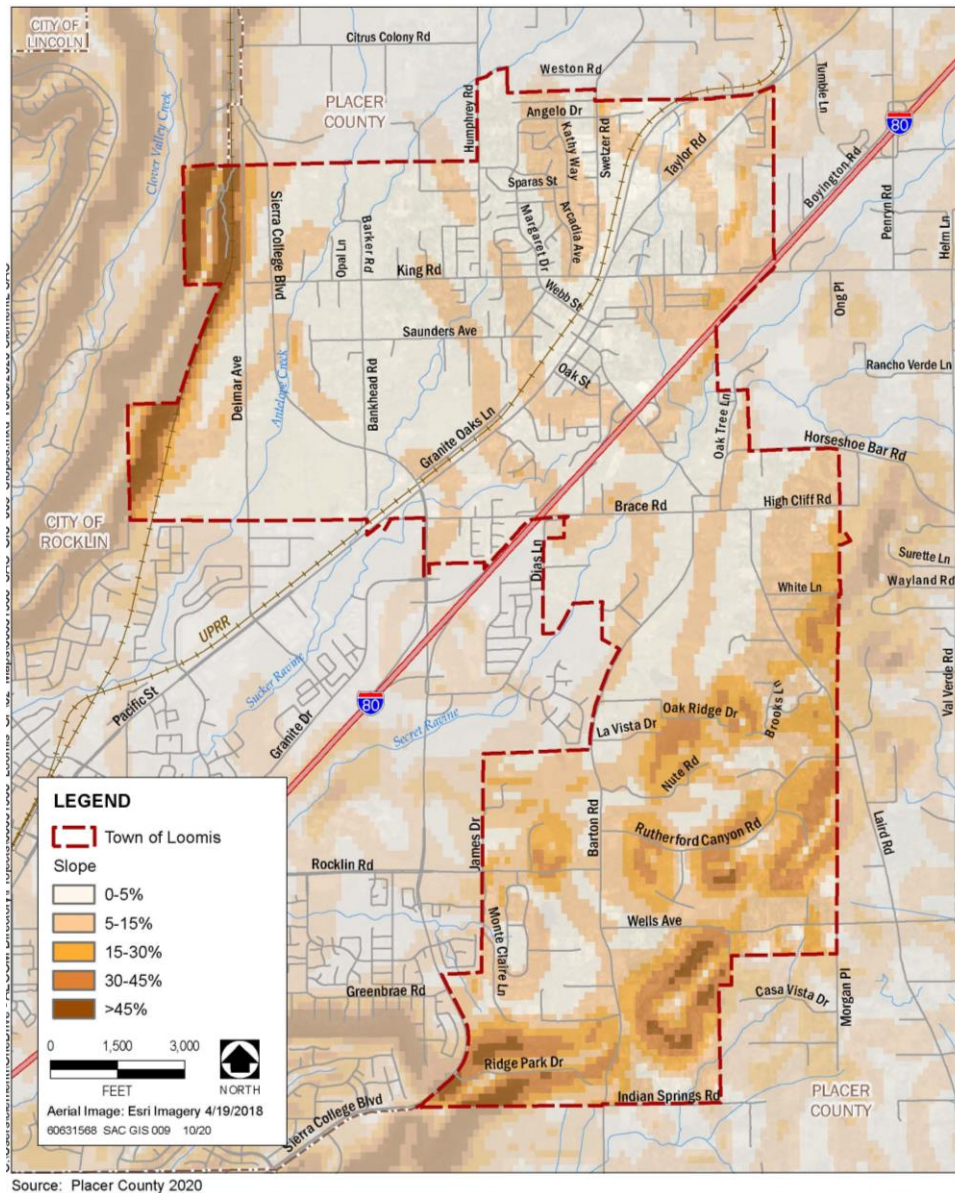 CITY OF
LINCOLN
Citrus Colony Rd
Weston Rd
Tumble Ln
PLACER
COUNTY
Humphrey Rd
Angelo Dr
Kathy Way
Swetzer Rd
Taylor Rd
80
Boyington Rd
Clover Valley Creek
Sierra College Blvd
Sparas St
Margaret Dr
Arcadia Ave
Penryn Rd
Helm Ln
Opal Ln
Barker Rd
King Rd
Webb St
Ong Pl
Saunders Ave
Oak St
Rancho Verde Ln
Delmar Ave
Antelope Creek
Bankhead Rd
Granite Oaks Ln
Oak Tree Ln
Horseshoe Bar Rd
CITY OF
ROCKLIN
Brace Rd
High Cliff Rd
Dias Ln
Surette Ln
Wayland Rd
White Ln
UPRR
Sucker Ravine
Pacific St
Granite Dr
80
Secret Ravine
La Vista Dr
Oak Ridge Dr
Brooks Ln
Val Verde Rd
Nute Rd
LEGEND
Town of Loomis
Slope
0-5%
5-15%
15-30%
30-45%
>45%
0 1,500 3,000
FEET
NORTH
Aerial Image: Esri Imagery 4/19/2018
60631568 SAC GIS 009 10/20
James Dr
Barton Rd
Rutherford Canyon Rd
Laird Rd
Rocklin Rd
Monte Claire Ln
Wells Ave
Greenbrae Rd
Casa Vista Dr
Morgan Pl
Ridge Park Dr
Indian Springs Rd
Sierra College Blvd
PLACER
COUNTY
Source: Placer County 2020